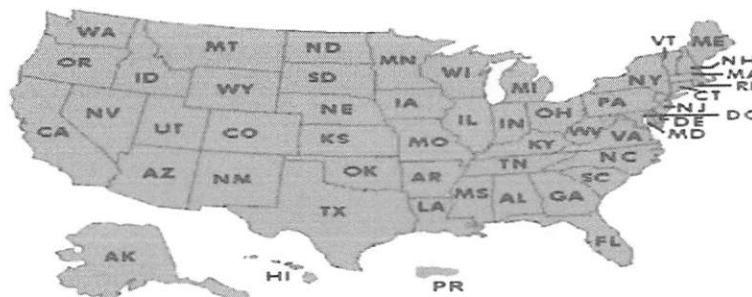 WA
MT
ND
MN
VT
ME
OR
ID
SD
WI
MI
NY
NH
MA
RI
CT
WY
IA
PA
NJ
NV
NE
IL
IN
OH
DE
DC
MD
CA
UT
CO
KS
MO
WV
VA
KY
NC
AZ
NM
OK
AR
TN
SC
TX
LA
MS
AL
GA
FL
AK
HI
PR